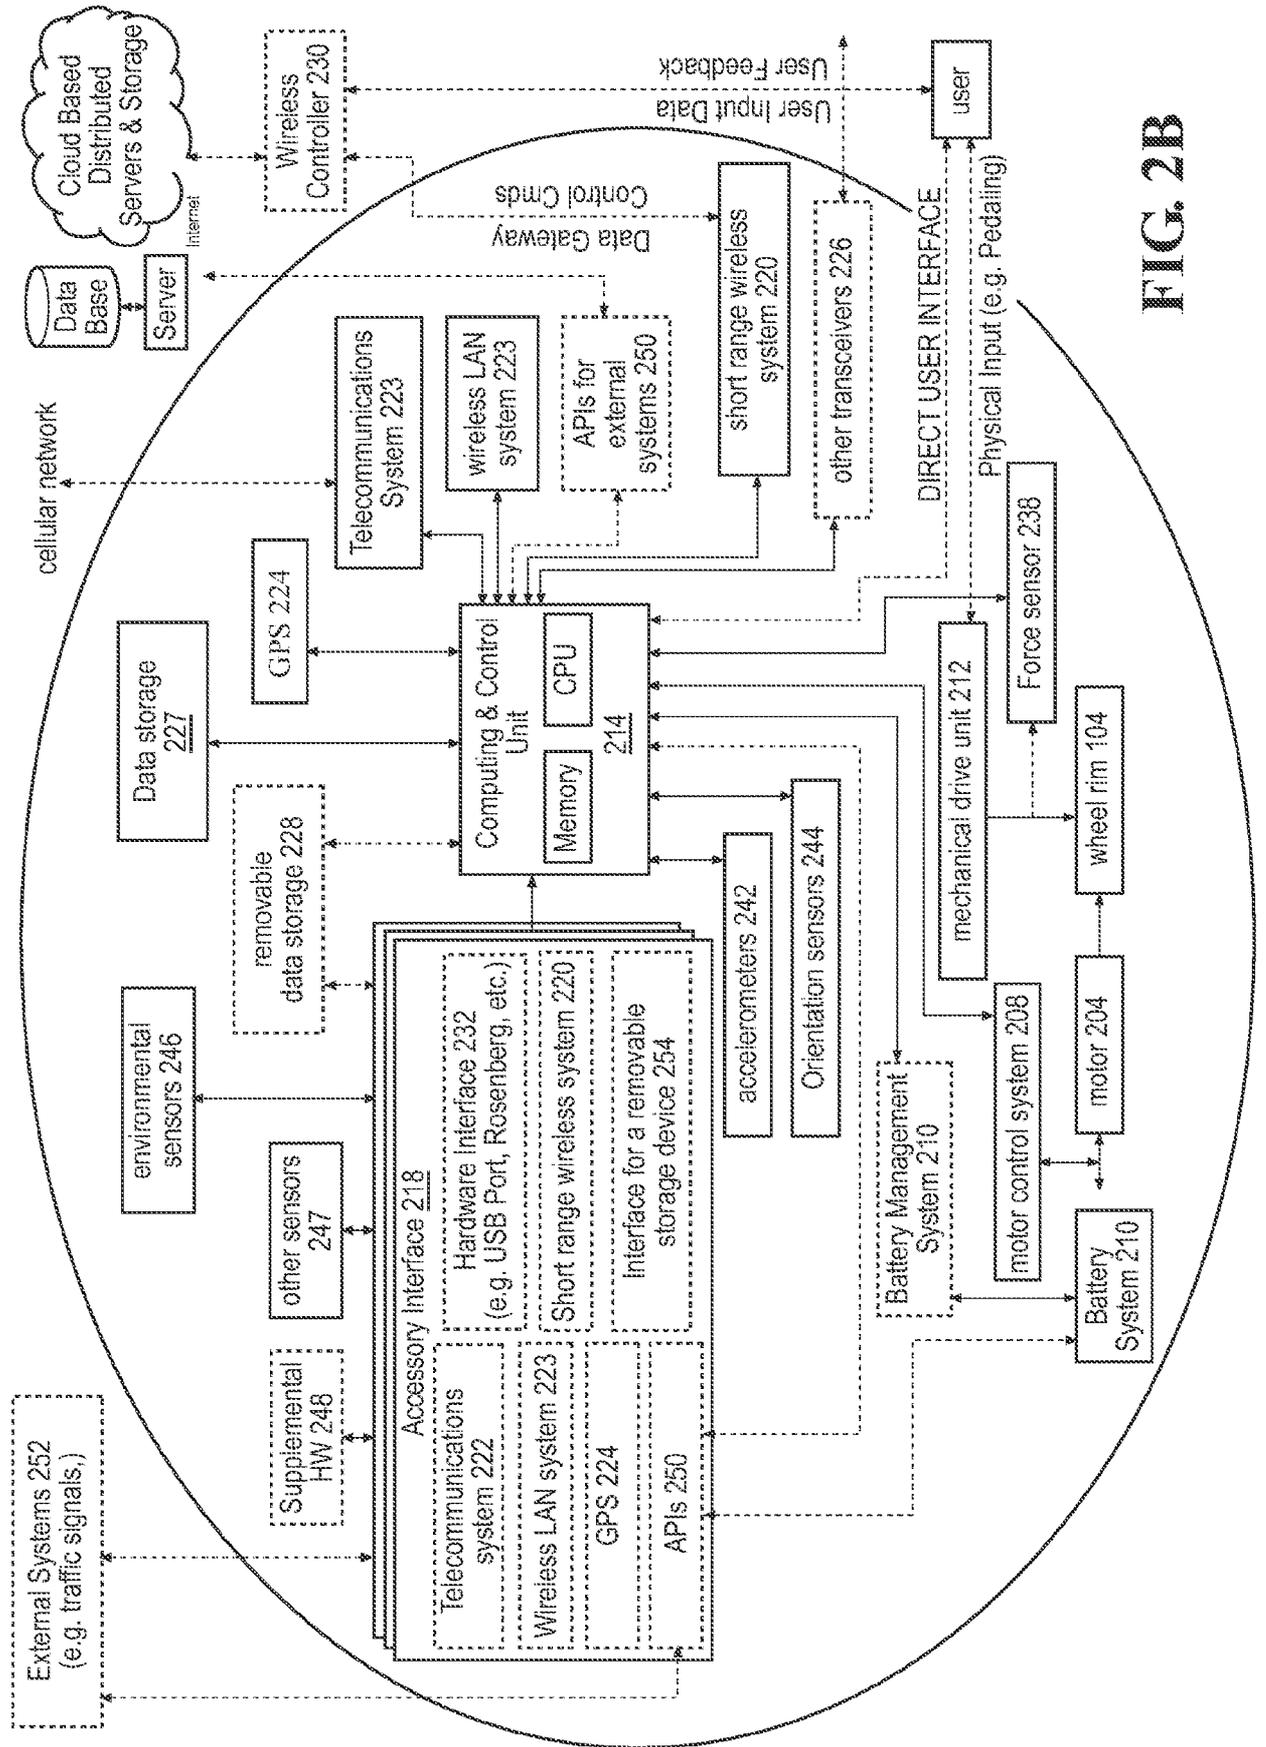 External Systems 252
(e.g. traffic signals,)
cellular network
Data
Base
Server
Internet
Cloud Based
Distributed
Servers & Storage
Wireless
Controller 230
environmental
sensors 246
Data storage
227
Supplemental
HW 248
other sensors
247
removable
data storage 228
GPS 224
Telecommunications
System 223
wireless LAN
system 223
APIs for
external
systems 250
Data Gateway
Control Cmds
User Input Data
User Feedback
short range wireless
system 220
other transceivers 226
Accessory Interface 218
Telecommunications
system 222
Wireless LAN system 223
GPS 224
APIs 250
Hardware Interface 232
(e.g. USB Port, Rosenberg, etc.)
Short range wireless system 220
Interface for a removable
storage device 254
Computing & Control
Unit
Memory
CPU
214
accelerometers 242
Orientation sensors 244
Battery Management
System 210
DIRECT USER INTERFACE
user
Physical Input (e.g. Pedaling)
mechanical drive unit 212
Force sensor 238
motor control system 208
Battery
System 210
motor 204
wheel rim 104
FIG. 2B